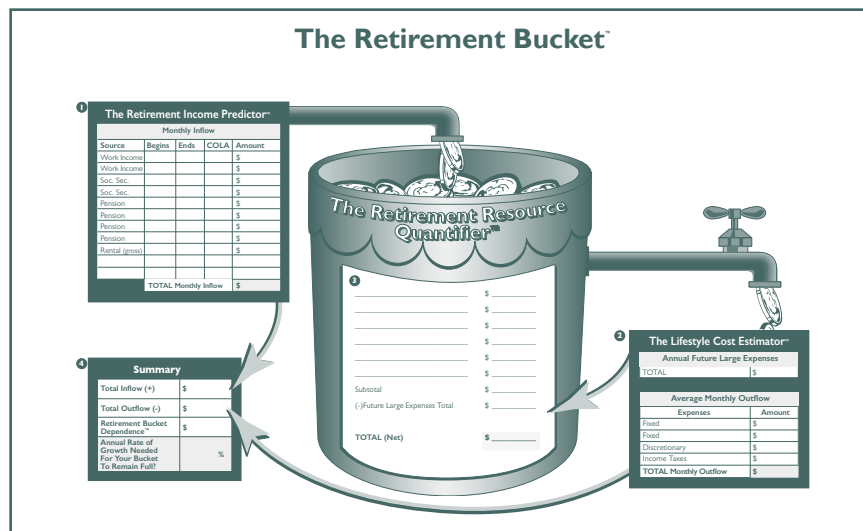 The Retirement Bucket™
1
The Retirement Income Predictor™
Monthly Inflow
Source Begins Ends COLA Amount
Work Income $
Work Income $
Soc. Sec. $
Soc. Sec. $
Pension $
Pension $
Pension $
Pension $
Rental (gross) $
TOTAL Monthly Inflow $
The Retirement Resource
Quantifier™
3
$
$
$
$
$
$
Subtotal $
(-)Future Large Expenses Total $
TOTAL (Net) $
2
The Lifestyle Cost Estimator™
Annual Future Large Expenses
TOTAL $
Average Monthly Outflow
Expenses Amount
Fixed $
Fixed $
Discretionary $
Income Taxes $
TOTAL Monthly Outflow $
4
Summary
Total Inflow (+) $
Total Outflow (-) $
Retirement Bucket
Dependence™ $
Annual Rate of
Growth Needed
For Your Bucket %
To Remain Full?